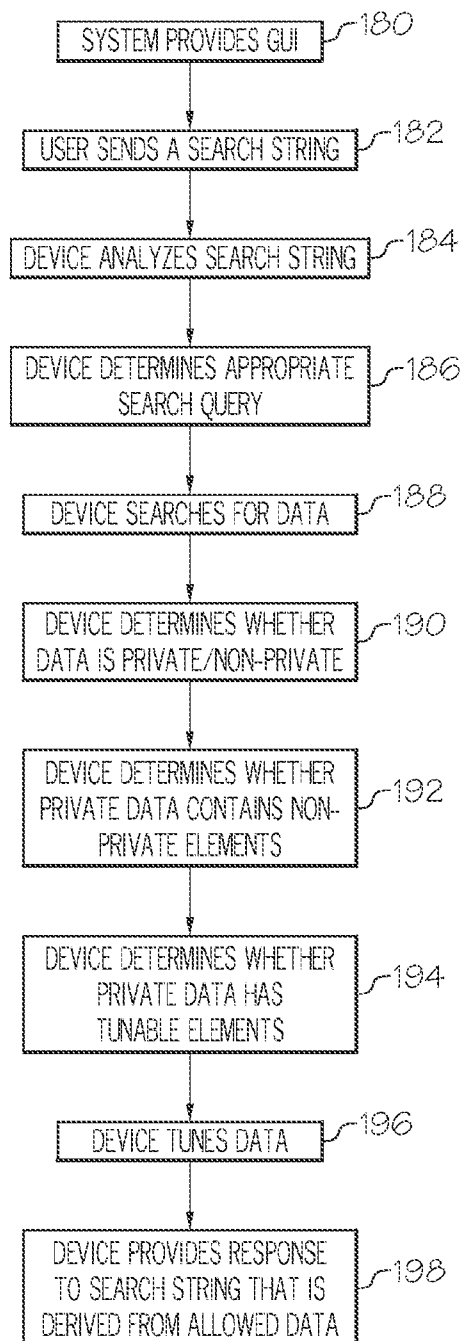 SYSTEM PROVIDES GUI
180
USER SENDS A SEARCH STRING
182
DEVICE ANALYZES SEARCH STRING
184
DEVICE DETERMINES APPROPRIATE
SEARCH QUERY
186
DEVICE SEARCHES FOR DATA
188
DEVICE DETERMINES WHETHER
DATA IS PRIVATE/NON-PRIVATE
190
DEVICE DETERMINES WHETHER
PRIVATE DATA CONTAINS NON-
PRIVATE ELEMENTS
192
DEVICE DETERMINES WHETHER
PRIVATE DATA HAS
TUNABLE ELEMENTS
194
DEVICE TUNES DATA
196
DEVICE PROVIDES RESPONSE
TO SEARCH STRING THAT IS
DERIVED FROM ALLOWED DATA
198